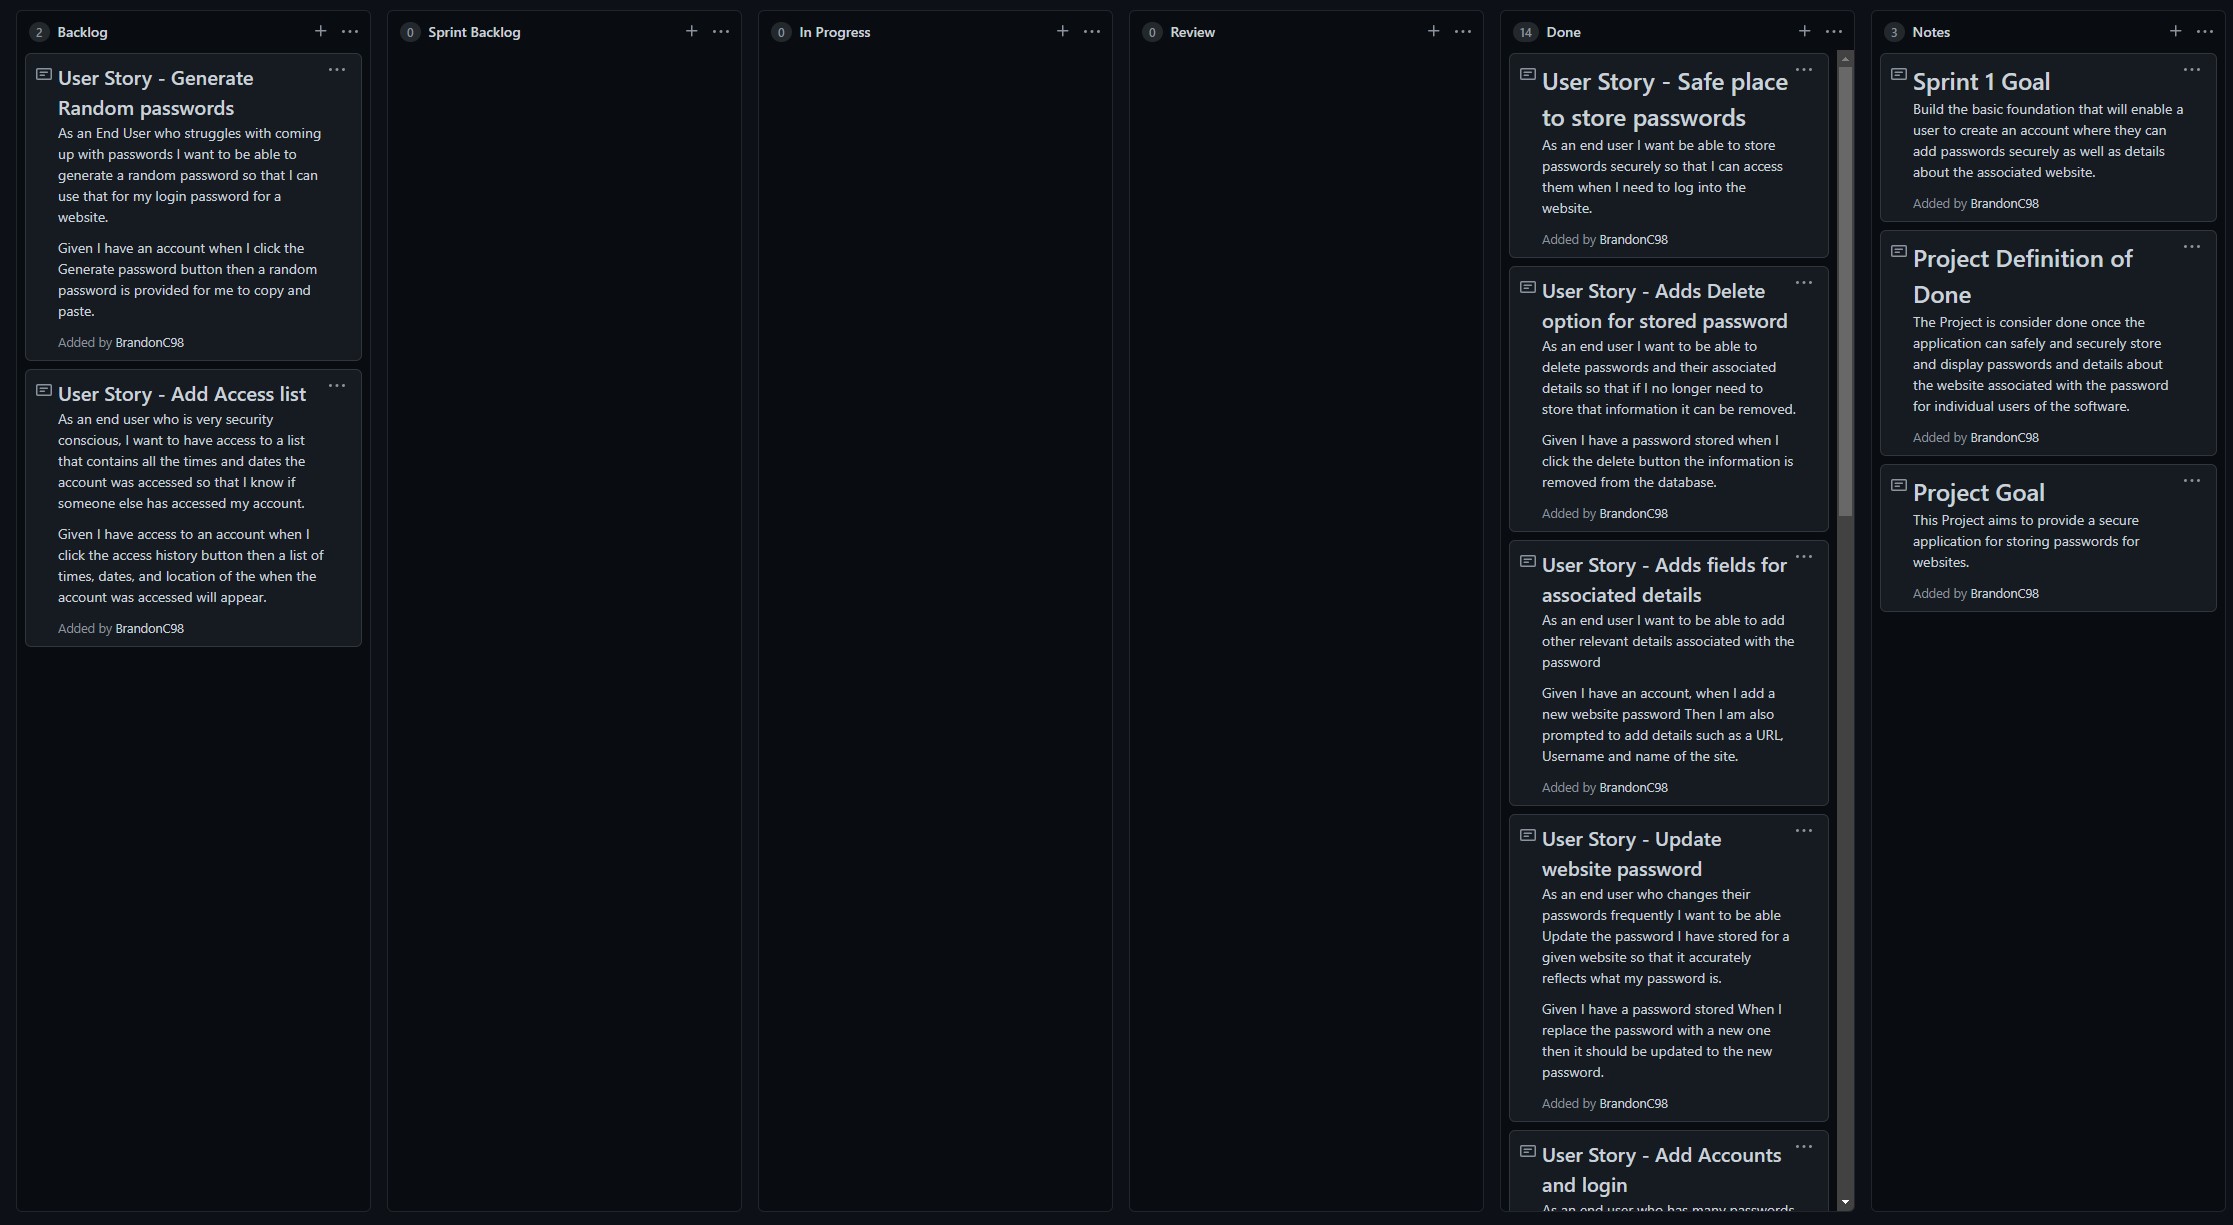 2 Backlog
User Story - Generate
Random passwords
As an End User who struggles with coming
up with passwords I want to be able to
generate a random password so that I can
use that for my login password for a
website.
Given I have an account when I click the
Generate password button then a random
password is provided for me to copy and
paste.
Added by BrandonC98
User Story - Add Access list
As an end user who is very security
conscious, I want to have access to a list
that contains all the times and dates the
account was accessed so that I know if
someone else has accessed my account.
Given I have access to an account when I
click the access history button then a list of
times, dates, and location of the when the
account was accessed will appear.
Added by BrandonC98
0 Sprint Backlog
0 In Progress
0 Review
14 Done
User Story - Safe place
to store passwords
As an end user I want be able to store
passwords securely so that I can access
them when I need to log into the
website.
Added by BrandonC98
User Story - Adds Delete
option for stored password
As an end user I want to be able to
delete passwords and their associated
details so that if I no longer need to
store that information it can be removed.
Given I have a password stored when I
click the delete button the information is
removed from the database.
Added by BrandonC98
User Story - Adds fields for
associated details
As an end user I want to be able to add
other relevant details associated with the
password
Given I have an account, when I add a
new website password Then I am also
prompted to add details such as a URL,
Username and name of the site.
Added by BrandonC98
User Story - Update
website password
As an end user who changes their
passwords frequently I want to be able
Update the password I have stored for a
given website so that it accurately
reflects what my password is.
Given I have a password stored When I
replace the password with a new one
then it should be updated to the new
password.
Added by BrandonC98
User Story - Add Accounts
and login
As an end user who has many passwords
3 Notes
Sprint 1 Goal
Build the basic foundation that will enable a
user to create an account where they can
add passwords securely as well as details
about the associated website.
Added by BrandonC98
Project Definition of
Done
The Project is consider done once the
application can safely and securely store
and display passwords and details about
the website associated with the password
for individual users of the software.
Added by BrandonC98
Project Goal
This Project aims to provide a secure
application for storing passwords for
websites.
Added by BrandonC98